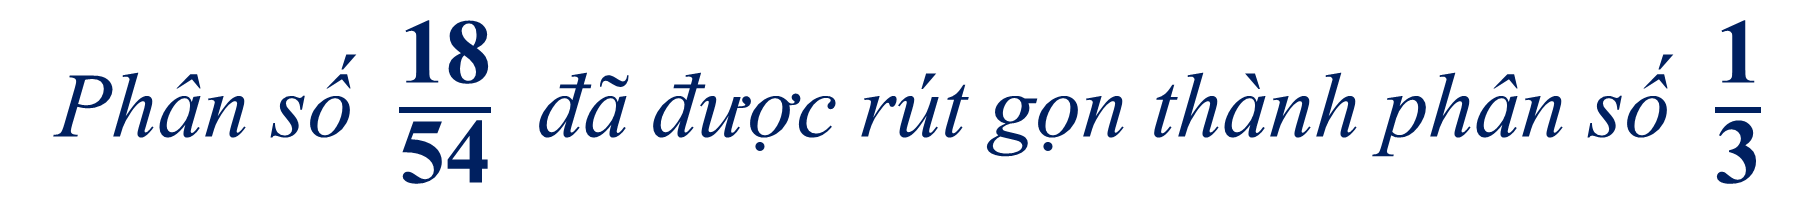 Phân số 18/54 đã được rút gọn thành phân số 1/3